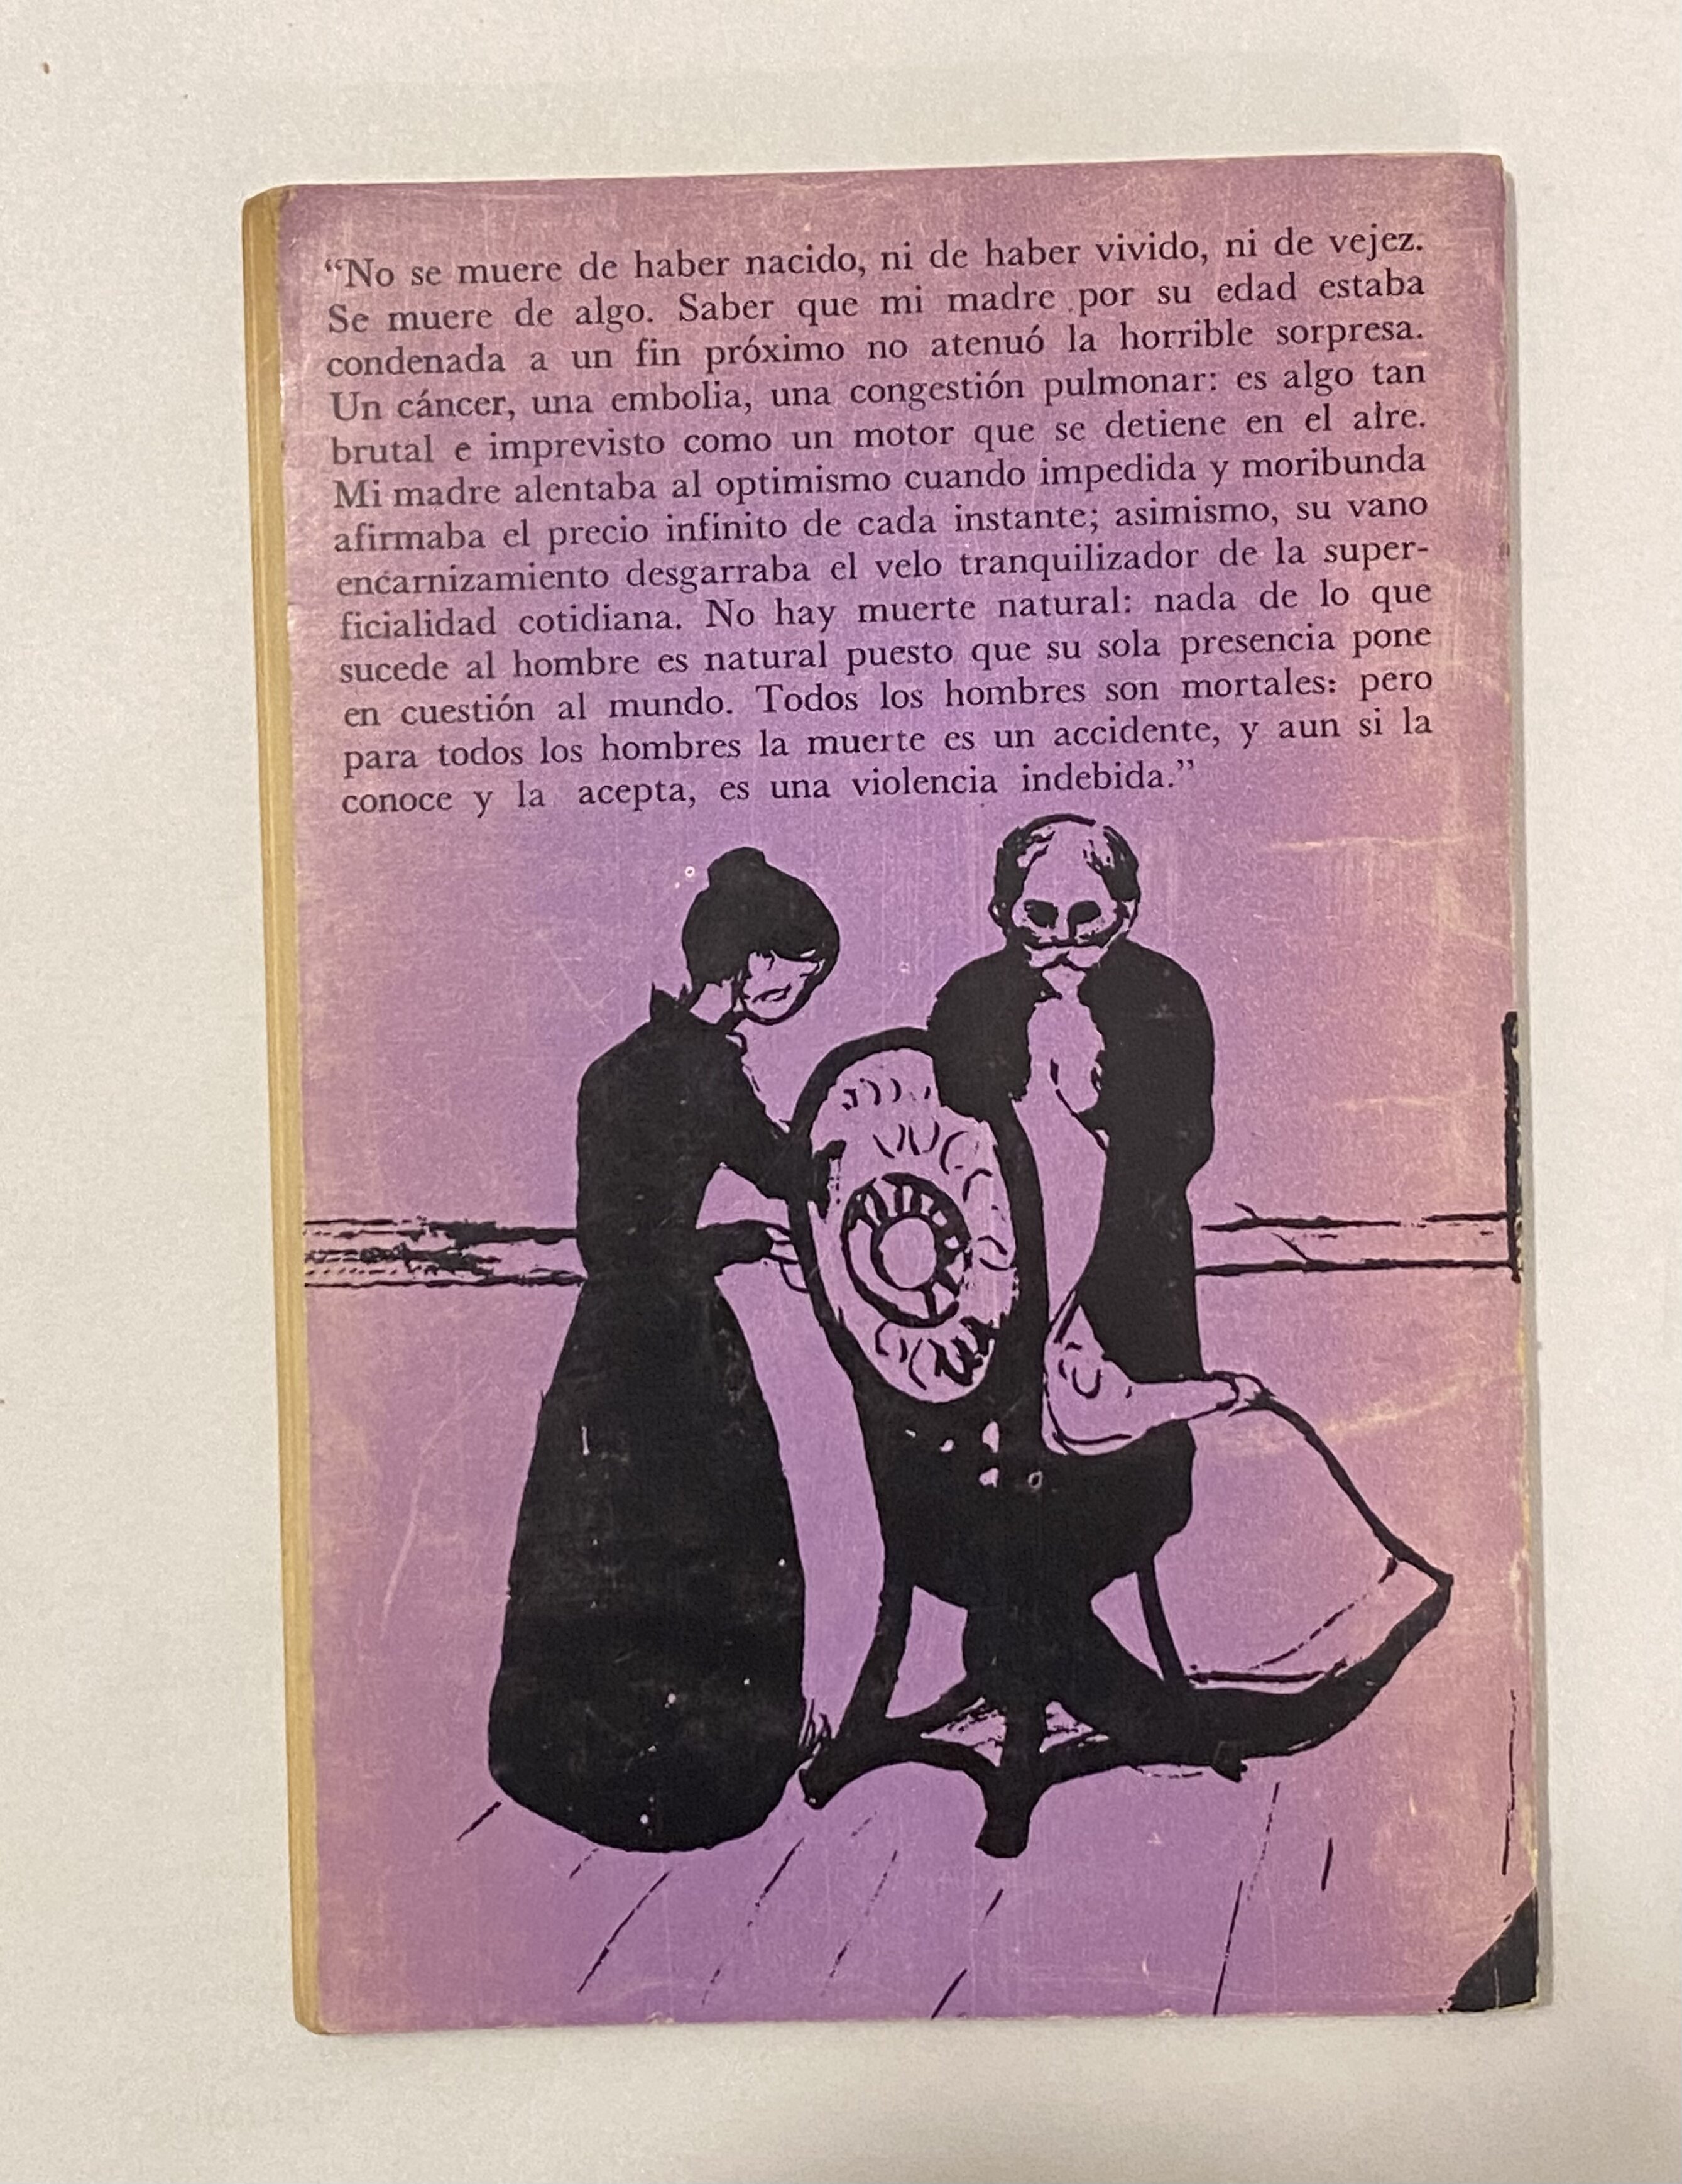 “No se muere de haber nacido, ni de haber vivido, ni de vejez.
Se muere de algo. Saber que mi madre por su edad estaba
condenada a un fin próximo no atenuó la horrible sorpresa.
Un cáncer, una embolia, una congestión pulmonar: es algo tan
brutal e imprevisto como un motor que se detiene en el aire.
Mi madre alentaba al optimismo cuando impedida y moribunda
afirmaba el precio infinito de cada instante; asimismo, su vano
encarnizamiento desgarraba el velo tranquilizador de la super-
ficialidad cotidiana. No hay muerte natural: nada de lo que
sucede al hombre es natural puesto que su sola presencia pone
en cuestión al mundo. Todos los hombres son mortales: pero
para todos los hombres la muerte es un accidente, y aun si la
conoce y la acepta, es una violencia indebida.”